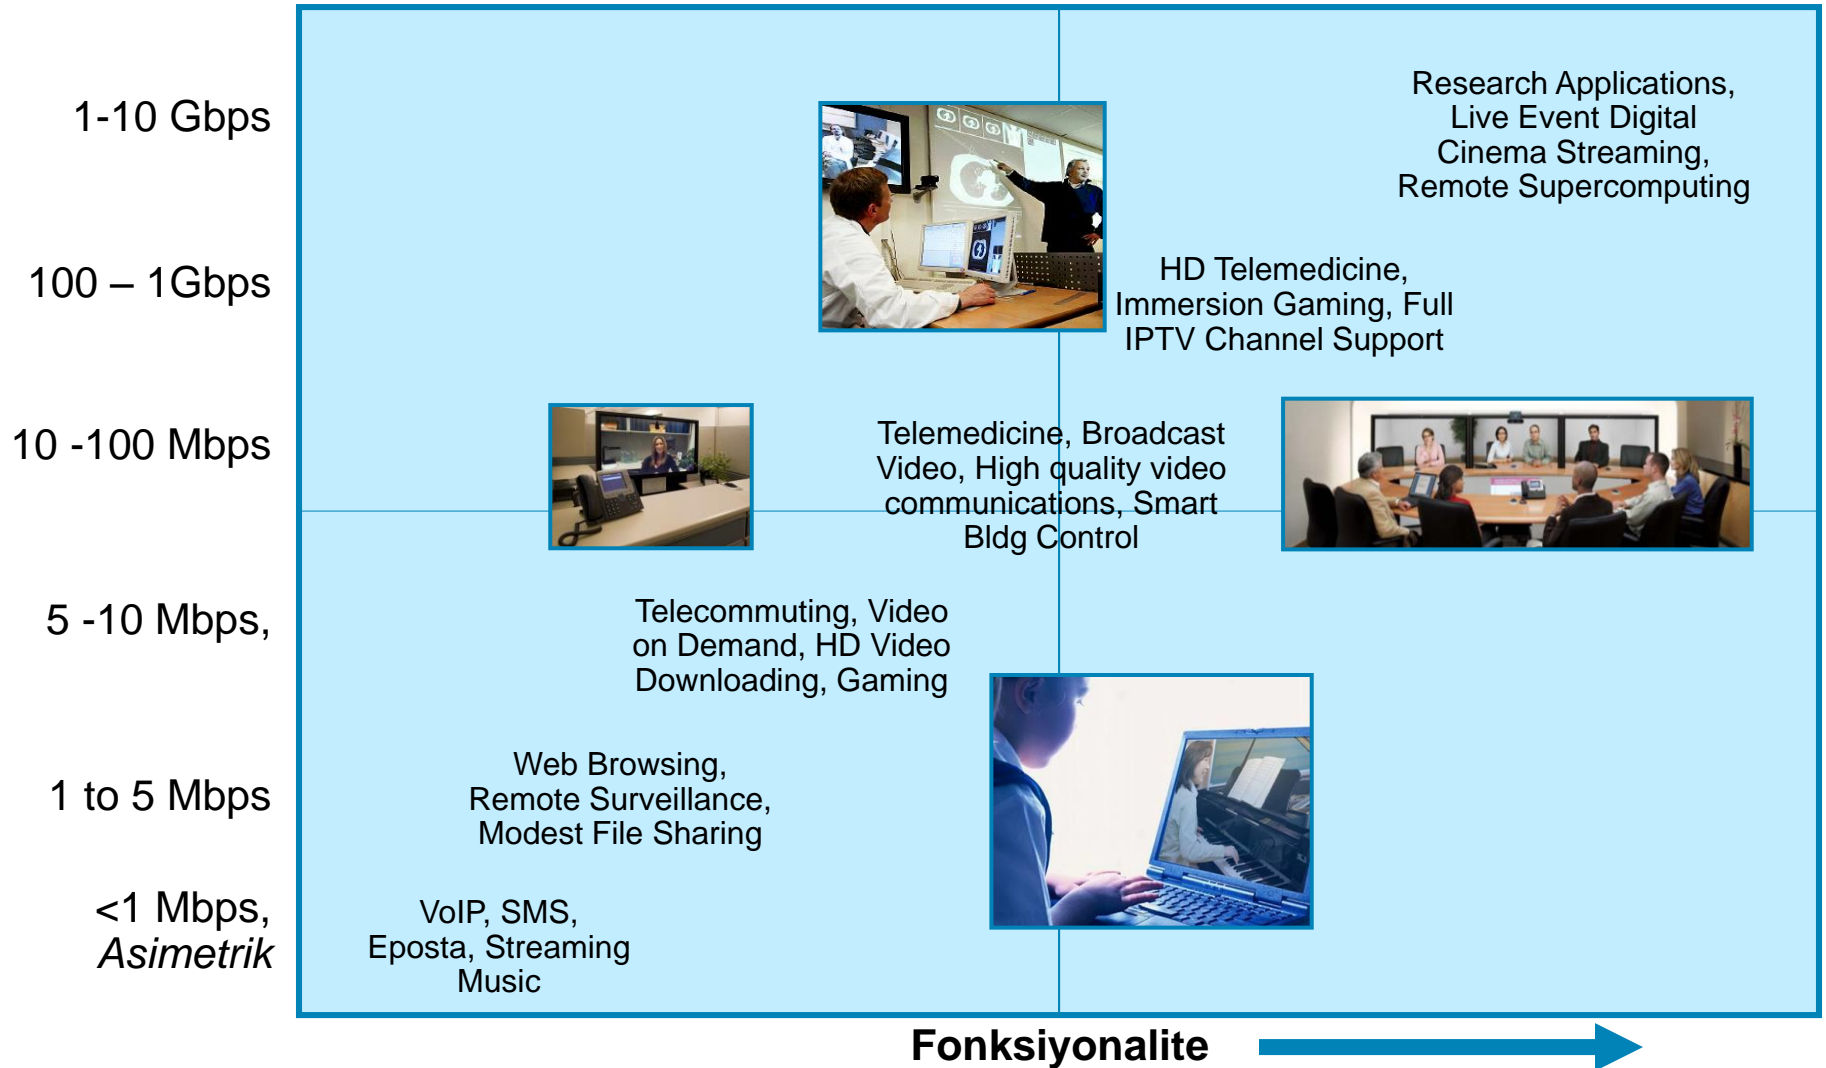 1-10 Gbps
Research Applications,
Live Event Digital
Cinema Streaming,
Remote Supercomputing
100 – 1Gbps
HD Telemedicine,
Immersion Gaming, Full
IPTV Channel Support
10 -100 Mbps
Telemedicine, Broadcast
Video, High quality video
communications, Smart
Bldg Control
5 -10 Mbps,
Telecommuting, Video
on Demand, HD Video
Downloading, Gaming
1 to 5 Mbps
Web Browsing,
Remote Surveillance,
Modest File Sharing
<1 Mbps,
Asimetrik
VoIP, SMS,
Eposta, Streaming
Music
Fonksiyonalite